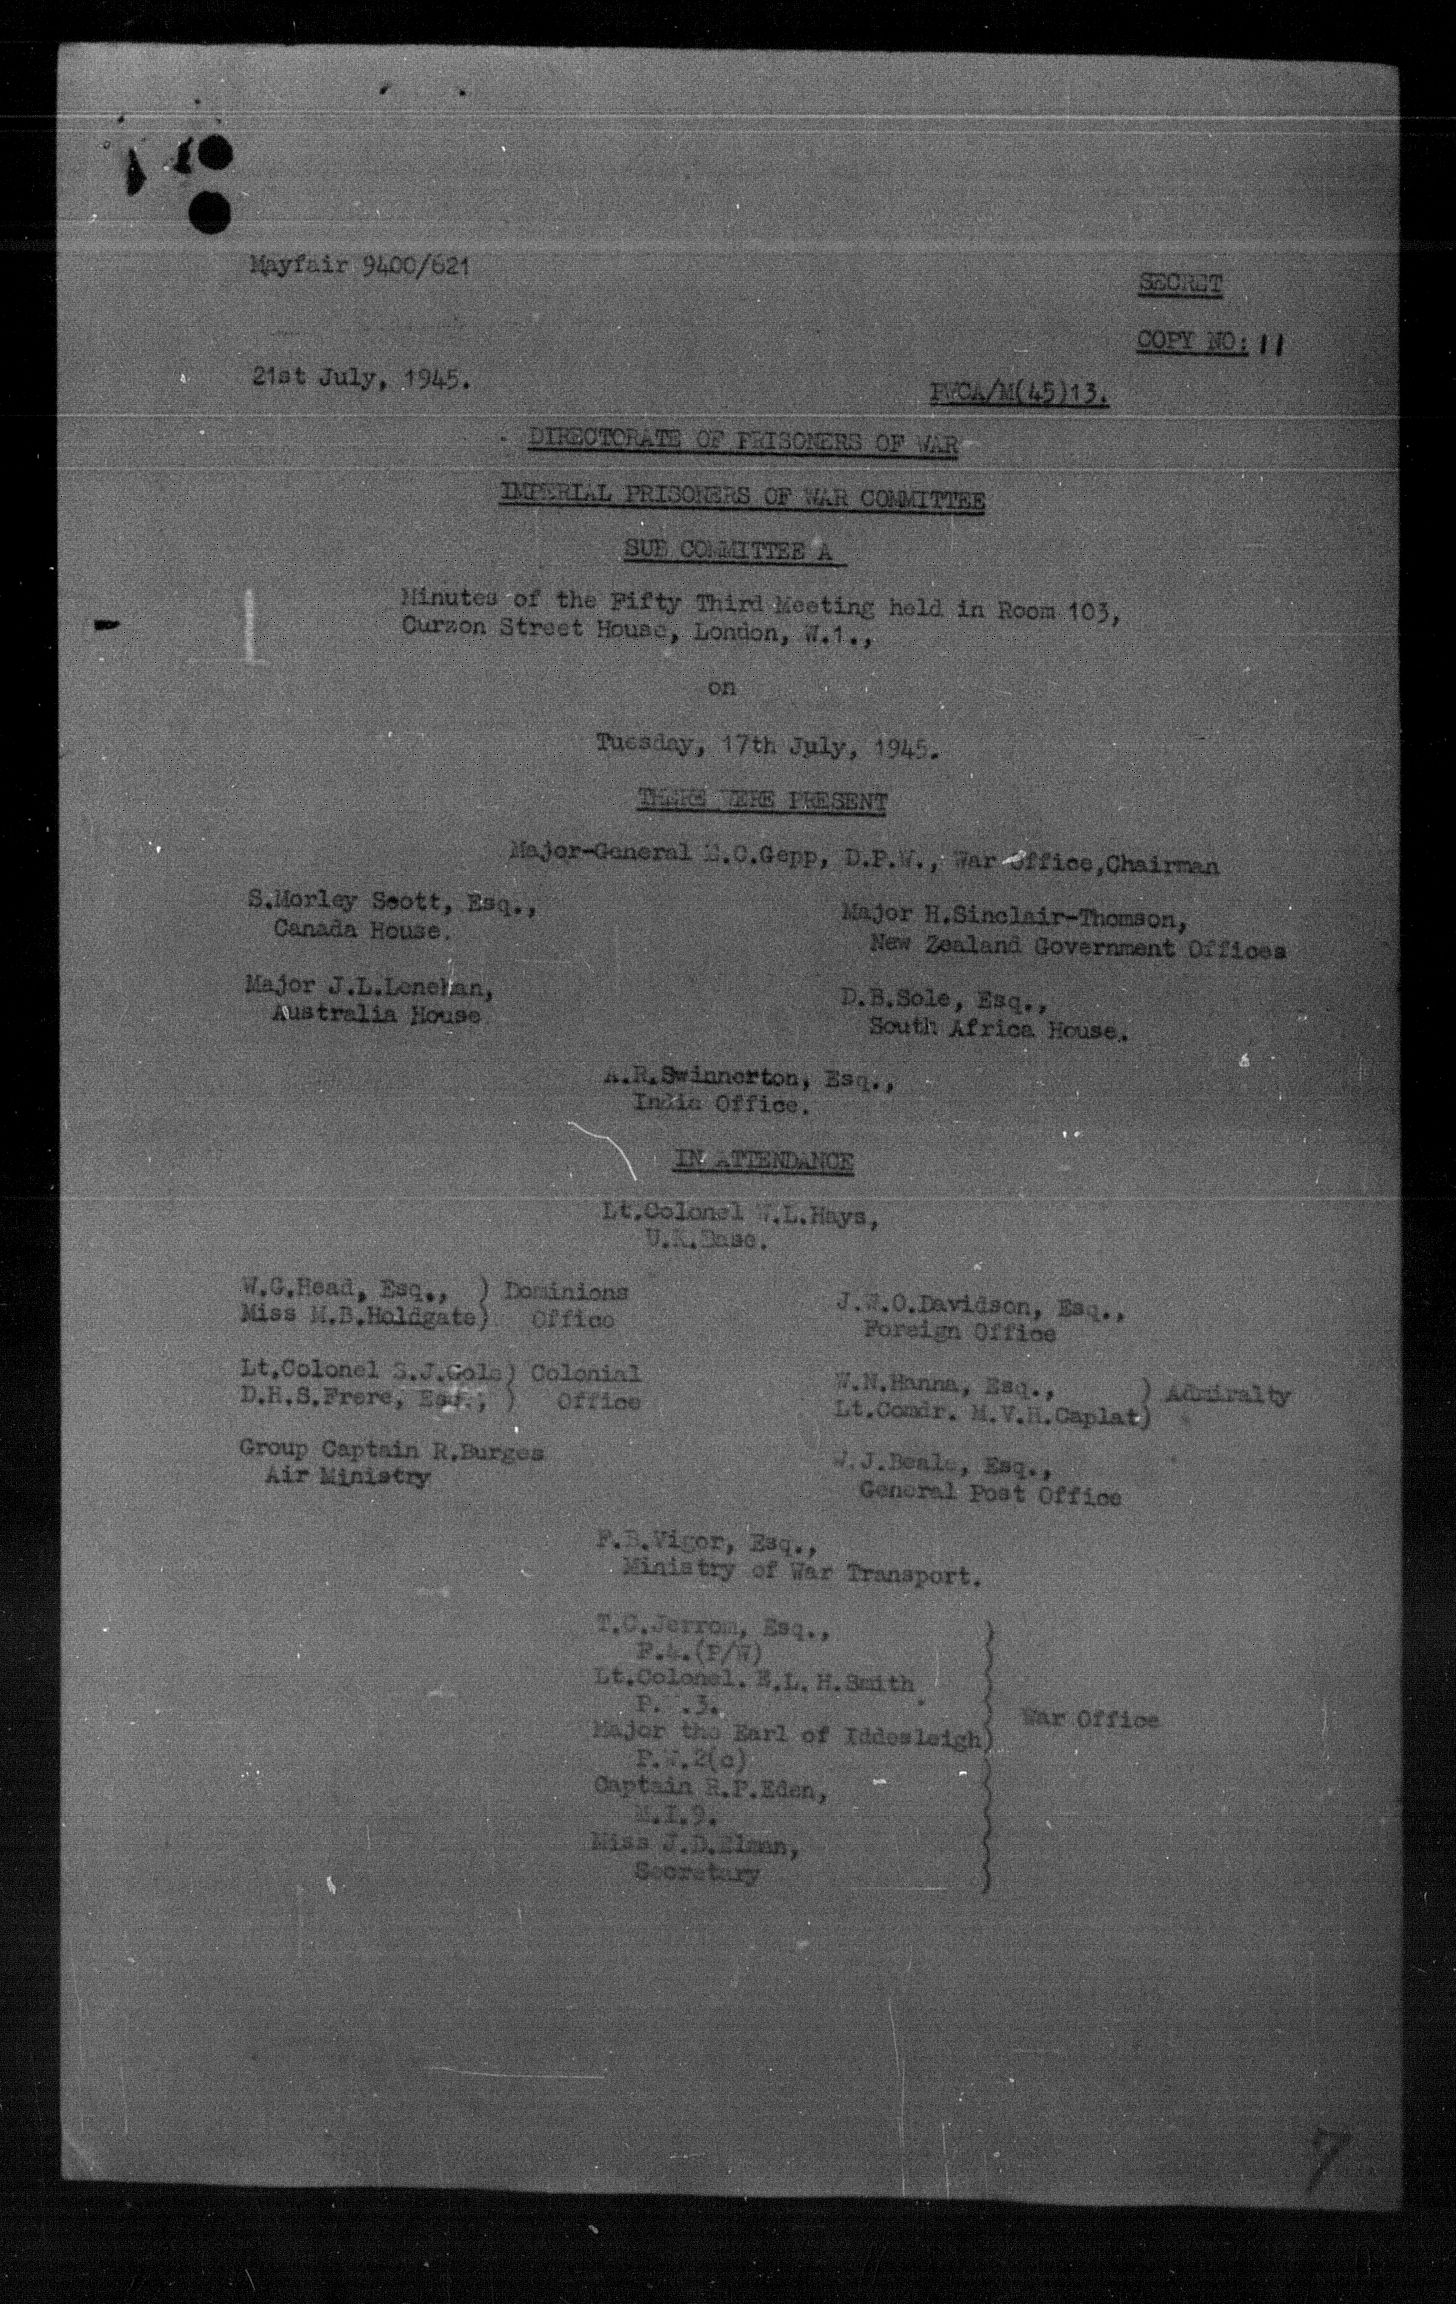 Mayfair 9400/621
SECRET
COPY NO: 11
21st July, 1945.
PWCA/M(45)13.
DIRECTORATE OF PRISONERS OF WAR
IMPERIAL PRISONERS OF WAR COMMITTEE
SUB COMMITTEE A
Minutes of the Fifty Third Meeting held in Room 103,
Curzon Street House, London, W.1.,
on
Tuesday, 17th July, 1945.
THERE WERE PRESENT
Major-General E.C.Gepp, D.P.W., War Office,Chairman
S.Morley Scott, Esq.,
Canada House.
Major H.Sinclair-Thomson,
New Zealand Government Offices
Major J.L.Lenehan,
Australia House
D.B.Sole, Esq.,
South Africa House.
A.R.Swinnerton, Esq.,
India Office.
IN ATTENDANCE
Lt.Colonel W.L.Hays,
U.K.Base.
W.G.Head, Esq., ) Dominions
Miss M.B.Holdgate) Office
J.W.O.Davidson, Esq.,
Foreign Office
Lt.Colonel S.J.Cole) Colonial
D.H.S.Frere, Esq., ) Office
W.N.Hanna, Esq., ) Admiralty
Lt.Comdr. M.V.H.Caplat)
Group Captain R.Burges
Air Ministry
W.J.Beale, Esq.,
General Post Office
F.B.Vigor, Esq.,
Ministry of War Transport.
T.C.Jerrom, Esq.,
F.4.(P/W)
Lt.Colonel. E.L.H.Smith
P. .3.
Major the Earl of Iddesleigh)
P.W.2(c)
War Office
Captain R.P.Eden,
M.I.9.
Miss J.D.Elman,
Secretary
7